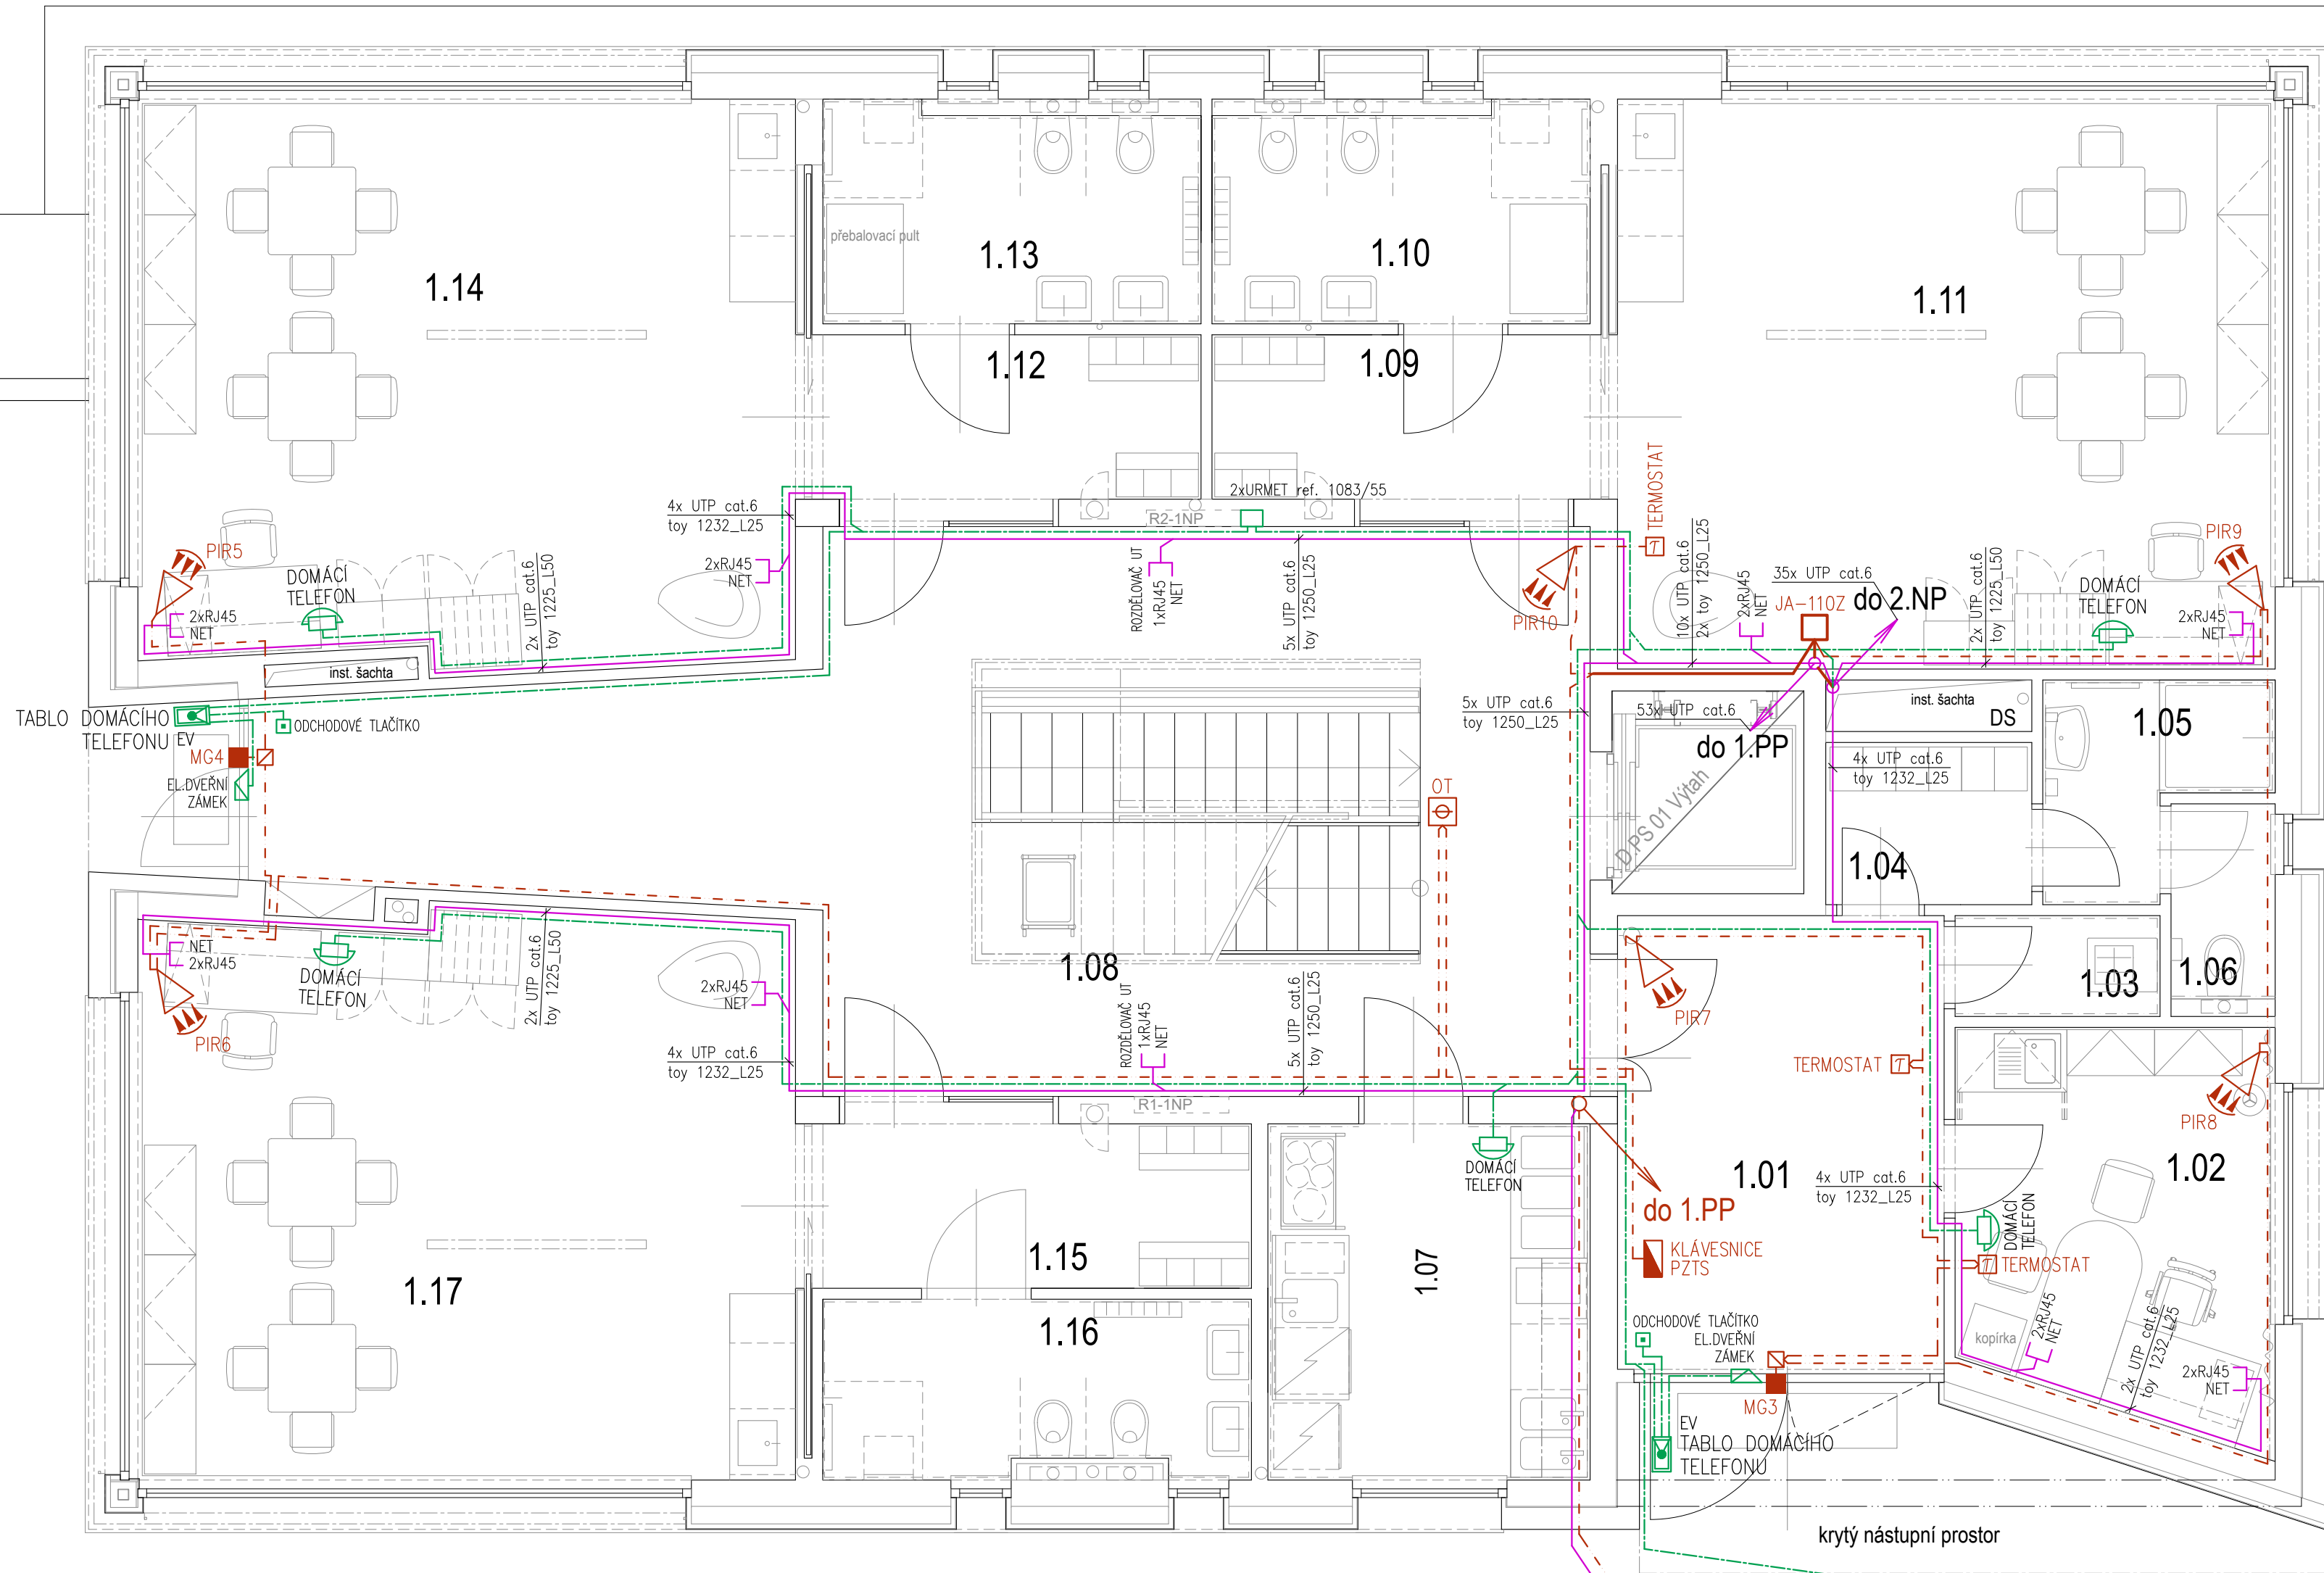 přebalovací pult
1.13
1.10
1.14
1.11
1.12
1.09
4x UTP cat.6
toy 1232_L25
2xURMET ref. 1083/55
R2-1NP
TERMOSTAT
PIR5
DOMÁCÍ
TELEFON
2xRJ45
NET
2x UTP cat.6
toy 1225_L50
2xRJ45
NET
ROZDĚLOVAČ UT
1xRJ45
NET
5x UTP cat.6
toy 1250_L25
PIR10
10x UTP cat.6
2x toy 1250_L25
2xRJ45
NET
35x UTP cat.6
JA-110Z
do 2.NP
2x UTP cat.6
toy 1225_L50
DOMÁCÍ
TELEFON
PIR9
2xRJ45
NET
inst. šachta
TABLO DOMÁCÍHO
TELEFONU
EV
ODCHODOVÉ TLAČÍTKO
MG4
EL.DVEŘNÍ
ZÁMEK
5x UTP cat.6
toy 1250_L25
53x UTP cat.6
do 1.PP
D.PS 01 Výtah
inst. šachta
DS
1.05
4x UTP cat.6
toy 1232_L25
OT
1.04
NET
2xRJ45
DOMÁCÍ
TELEFON
PIR6
2x UTP cat.6
toy 1225_L50
2xRJ45
NET
4x UTP cat.6
toy 1232_L25
1.08
ROZDĚLOVAČ UT
1xRJ45
NET
5x UTP cat.6
toy 1250_L25
R1-1NP
PIR7
1.03
1.06
TERMOSTAT
PIR8
1.02
1.01
4x UTP cat.6
toy 1232_L25
DOMÁCÍ
TELEFON
do 1.PP
KLÁVESNICE
PZTS
DOMÁCÍ
TELEFON
TERMOSTAT
1.15
1.07
1.17
1.16
ODCHODOVÉ TLAČÍTKO
EL.DVEŘNÍ
ZÁMEK
kopírka
2xRJ45
NET
2x UTP cat.6
toy 1232_L25
2xRJ45
NET
MG3
EV
TABLO DOMÁCÍHO
TELEFONU
krytý nástupní prostor